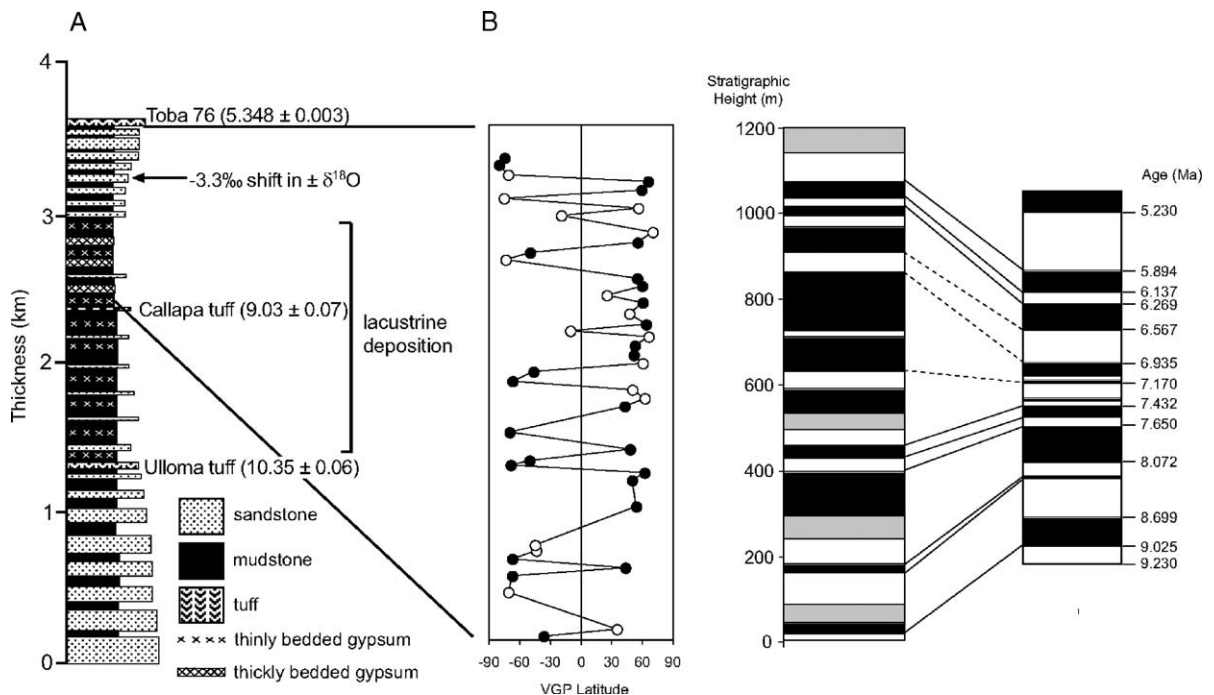 A
B
4
3
2
1
0
Thickness (km)
Toba 76 (5.348 ± 0.003)
-3.3‰ shift in ± δ18O
Callapa tuff (9.03 ± 0.07)
lacustrine
deposition
Ulloma tuff (10.35 ± 0.06)
sandstone
mudstone
tuff
thinly bedded gypsum
thickly bedded gypsum
-90 -60 -30 0 30 60 90
VGP Latitude
Stratigraphic
Height (m)
1200
1000
800
600
400
200
0
Age (Ma)
5.230
5.894
6.137
6.269
6.567
6.935
7.170
7.432
7.650
8.072
8.699
9.025
9.230